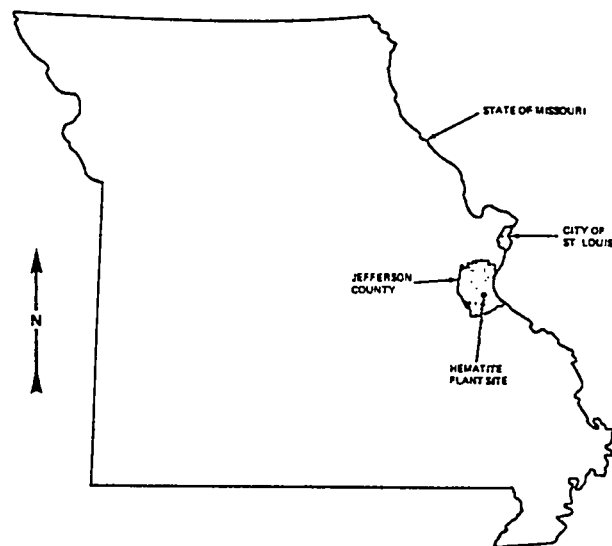 STATE OF MISSOURI
CITY OF
ST. LOUIS
JEFFERSON
COUNTY
N
HEMATITE
PLANT SITE